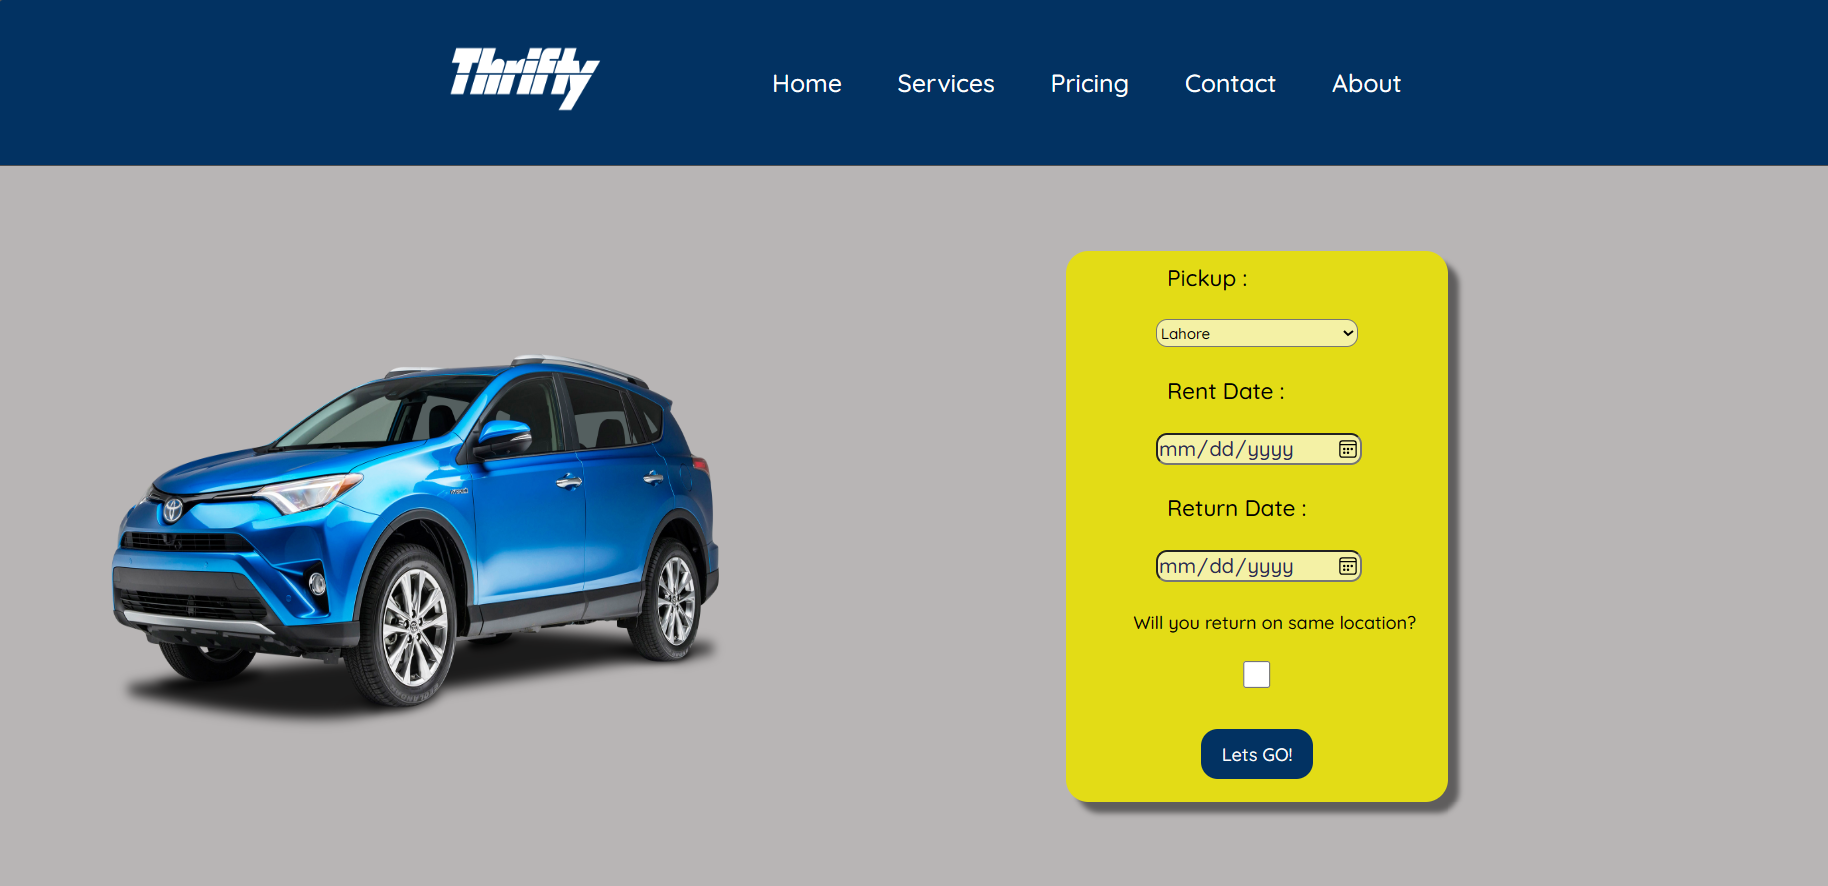 Thrifty
Home Services Pricing Contact About
Pickup :
Lahore
Rent Date :
mm/dd/yyyy
Return Date :
mm/dd/yyyy
Will you return on same location?
Lets GO!